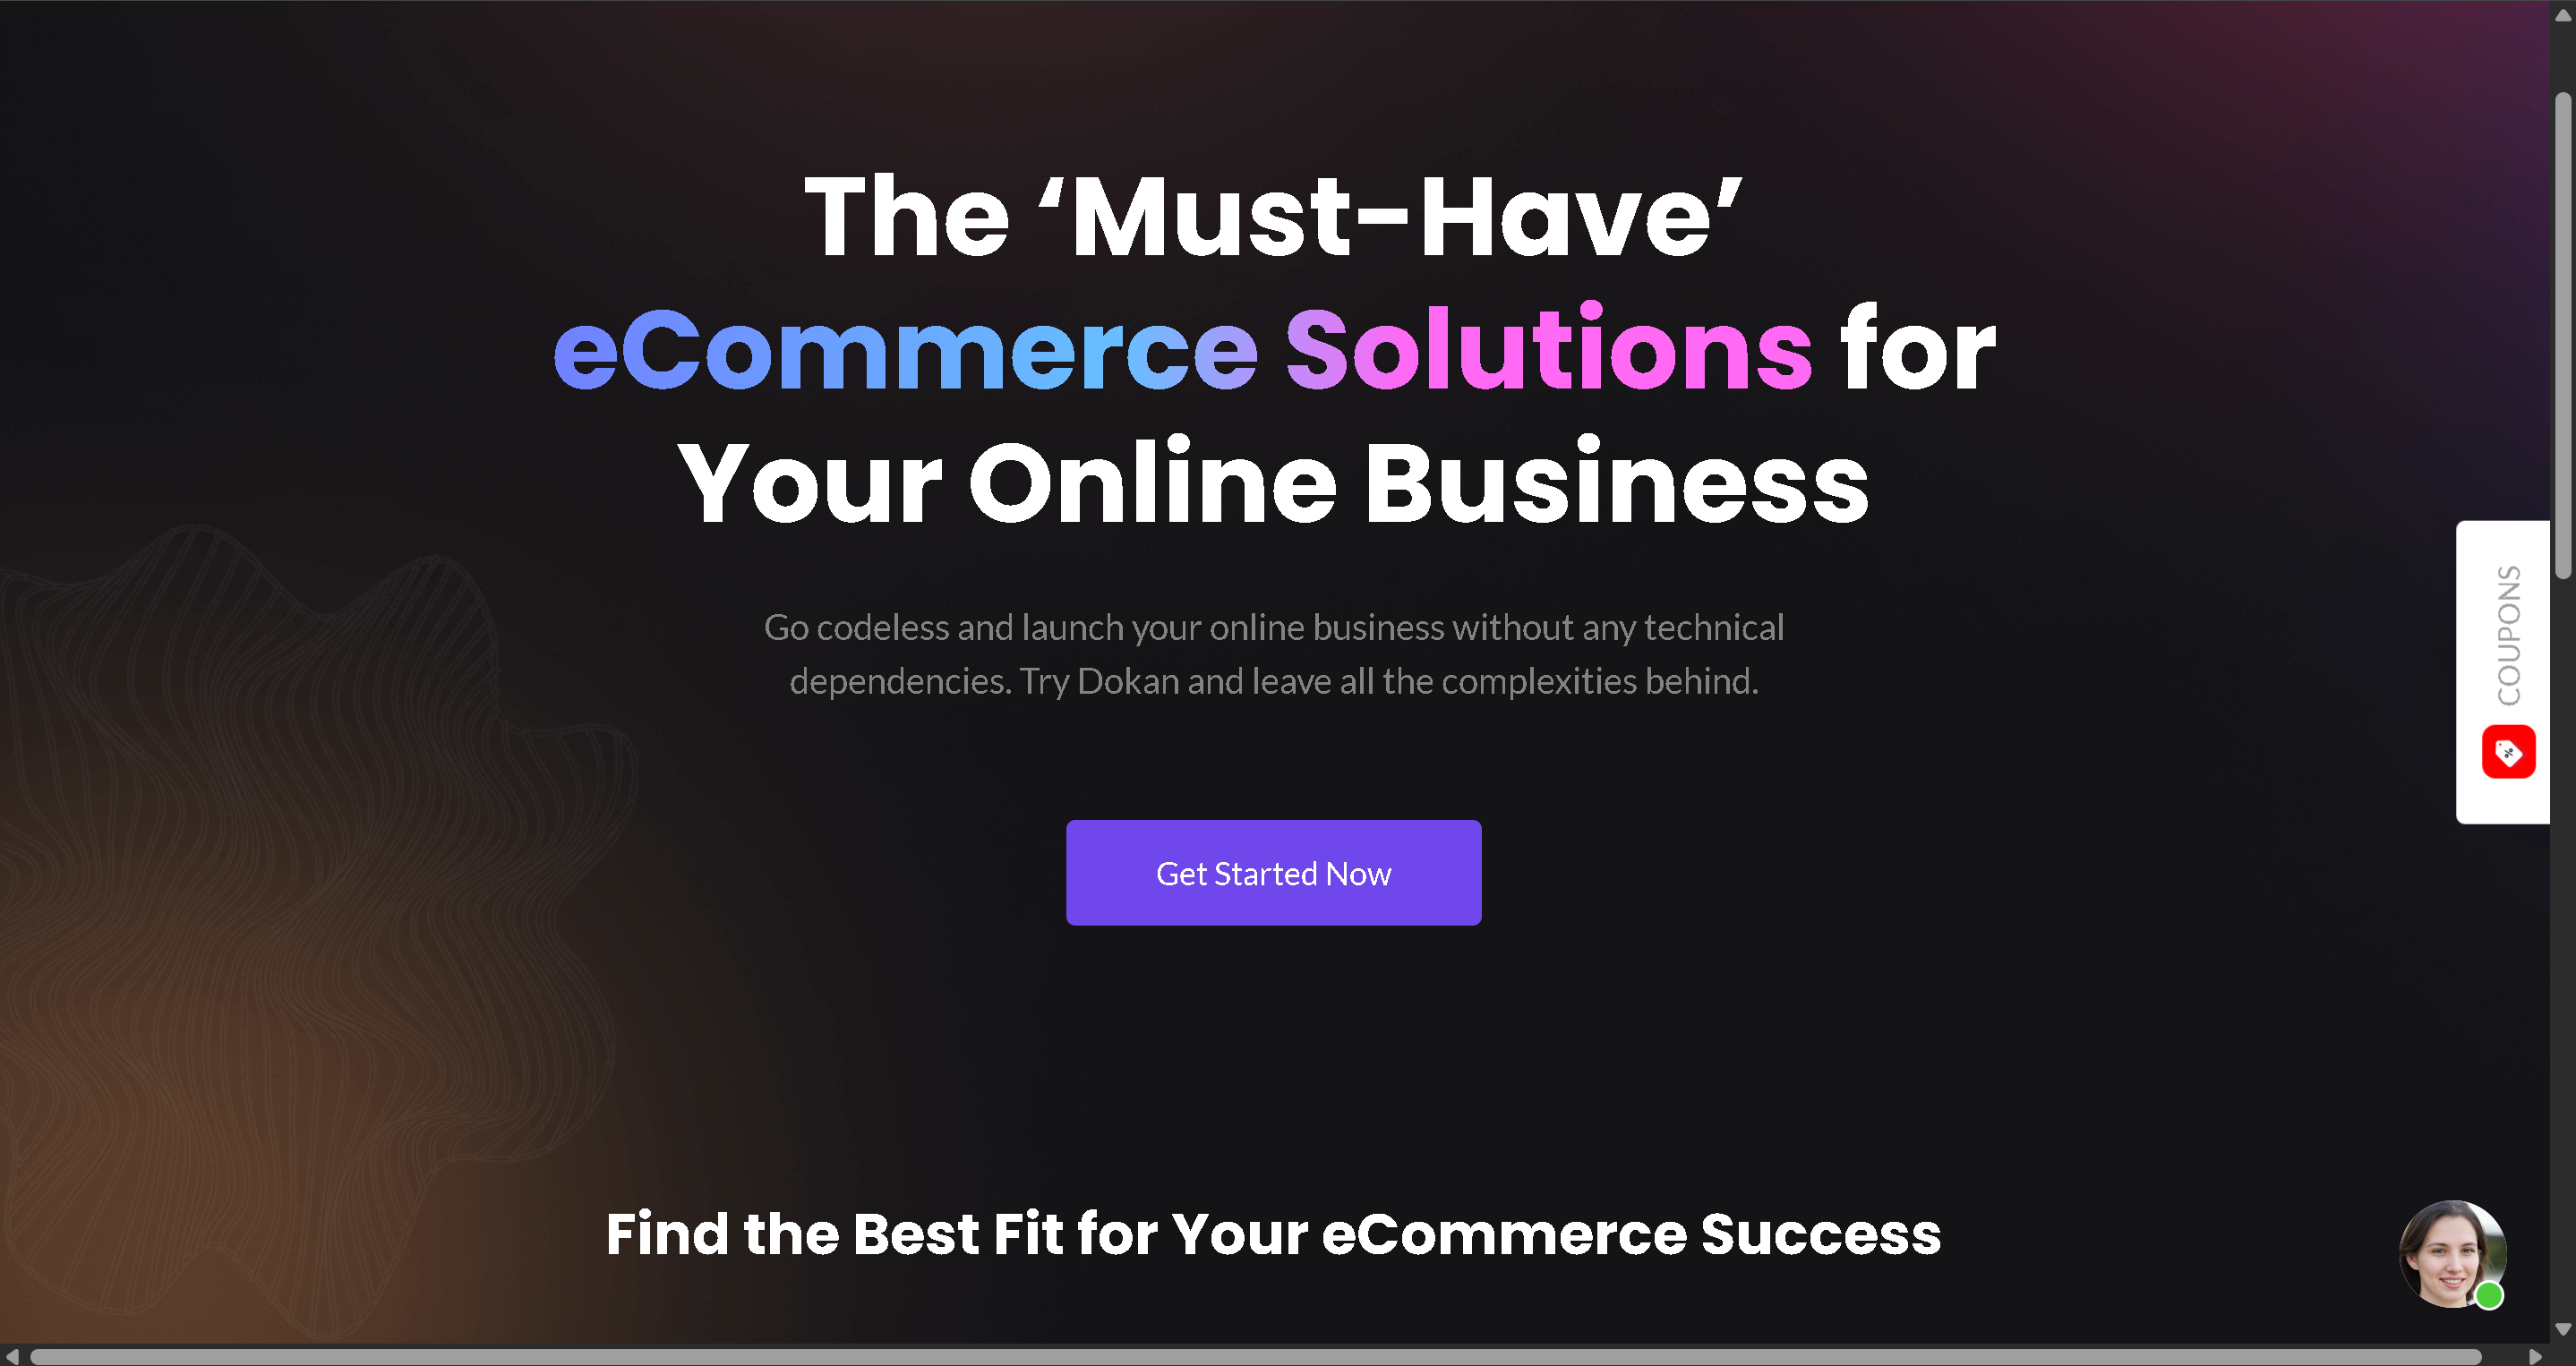 The ‘Must-Have’
eCommerce Solutions for
Your Online Business
Go codeless and launch your online business without any technical
dependencies. Try Dokan and leave all the complexities behind.
COUPONS
Get Started Now
Find the Best Fit for Your eCommerce Success